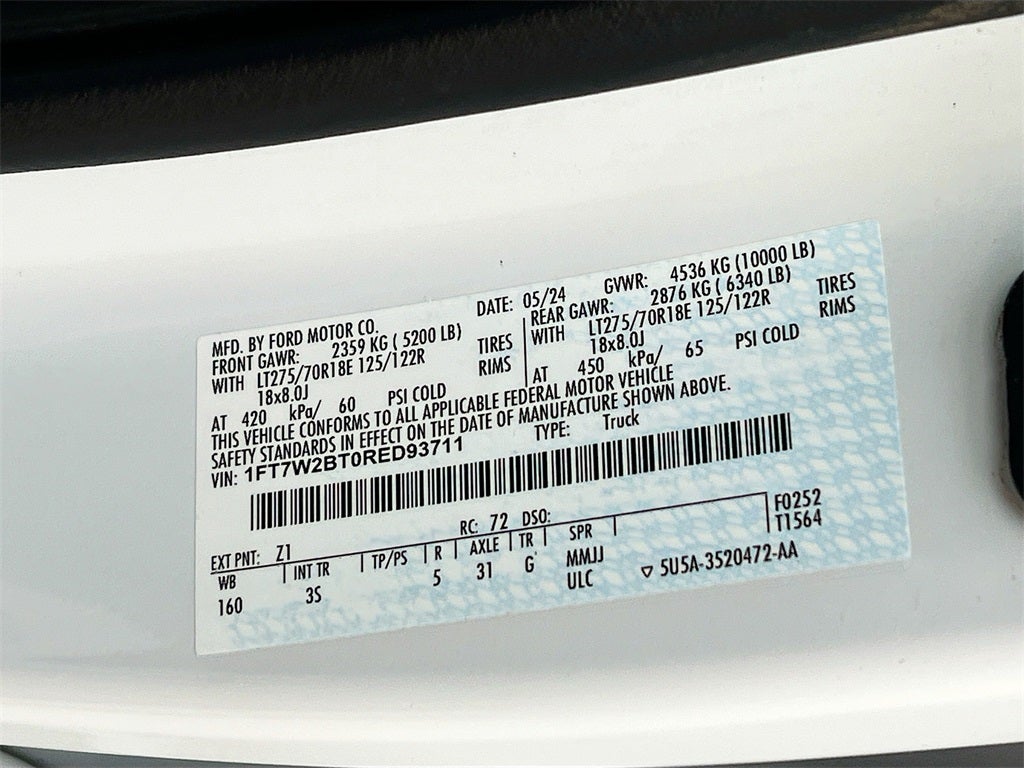 MFD. BY FORD MOTOR CO.
DATE: 05/24 GVWR: 4536 KG (10000 LB)
FRONT GAWR: 2359 KG ( 5200 LB)
REAR GAWR: 2876 KG ( 6340 LB)
WITH LT275/70R18E 125/122R TIRES
WITH LT275/70R18E 125/122R TIRES
18x8.0J RIMS
18x8.0J RIMS
AT 420 kPa/ 60 PSI COLD
AT 450 kPa/ 65 PSI COLD
THIS VEHICLE CONFORMS TO ALL APPLICABLE FEDERAL MOTOR VEHICLE
SAFETY STANDARDS IN EFFECT ON THE DATE OF MANUFACTURE SHOWN ABOVE.
VIN: 1FT7W2BT0RED93711 TYPE: Truck
F0252
T1564
EXT PNT: Z1 RC: 72 DSO:
WB INT TR TP/PS R AXLE TR SPR
160 3S 5 31 G MMJJ
ULC 5U5A-3520472-AA